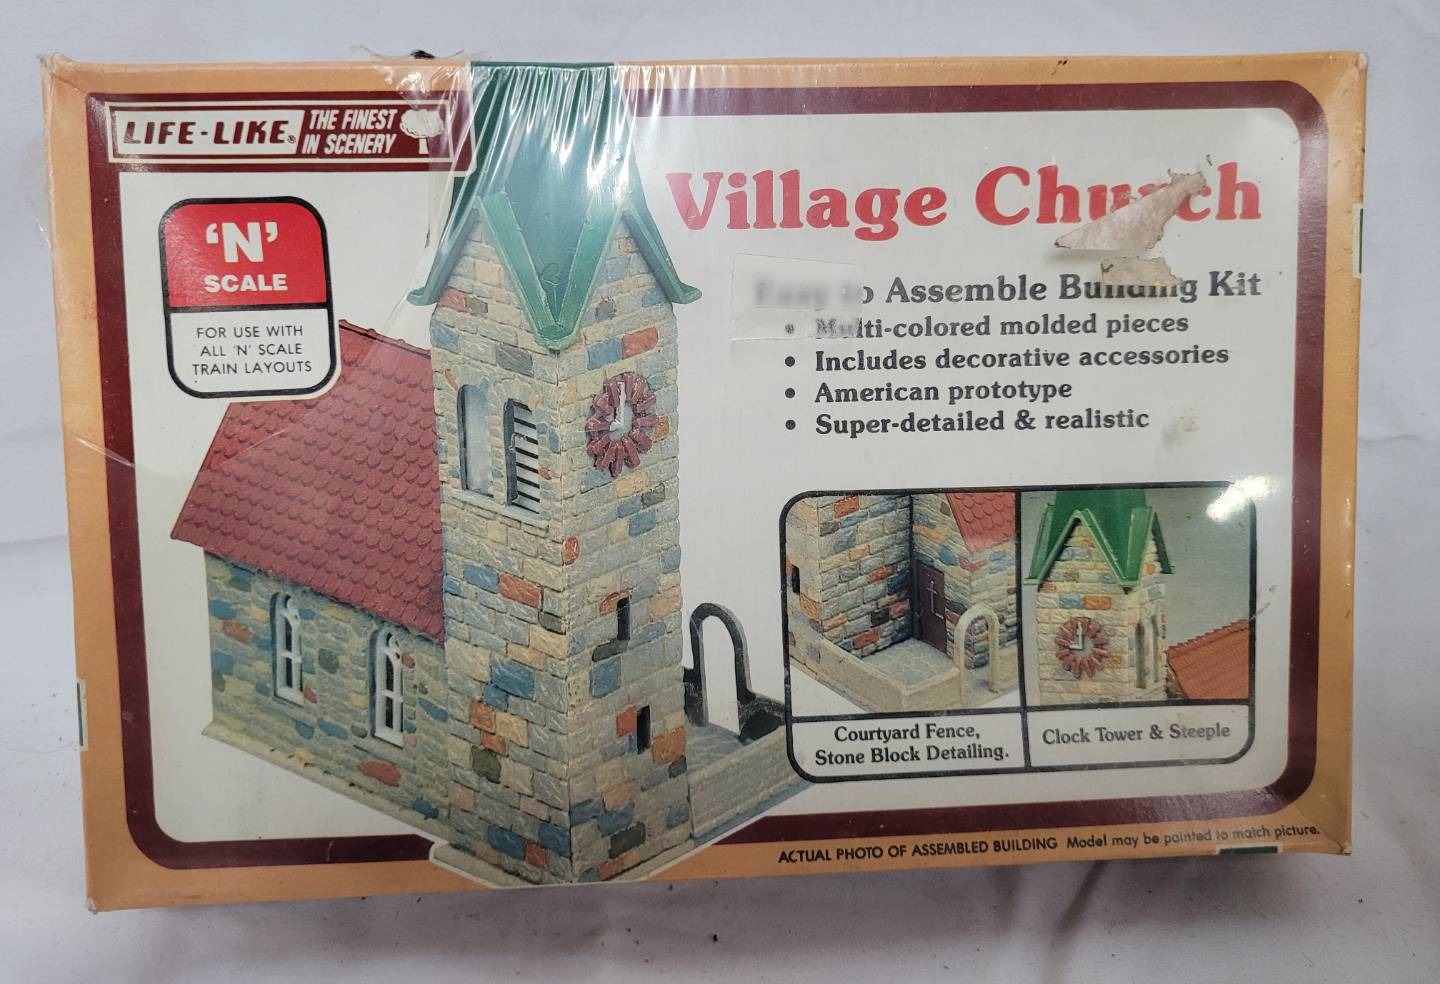 LIFE-LIKE® THE FINEST
IN SCENERY
'N'
SCALE
FOR USE WITH
ALL 'N' SCALE
TRAIN LAYOUTS
Village Church
Assemble Building Kit
• Multi-colored molded pieces
• Includes decorative accessories
• American prototype
• Super-detailed & realistic
Courtyard Fence,
Stone Block Detailing.
Clock Tower & Steeple
ACTUAL PHOTO OF ASSEMBLED BUILDING Model may be painted to match picture.